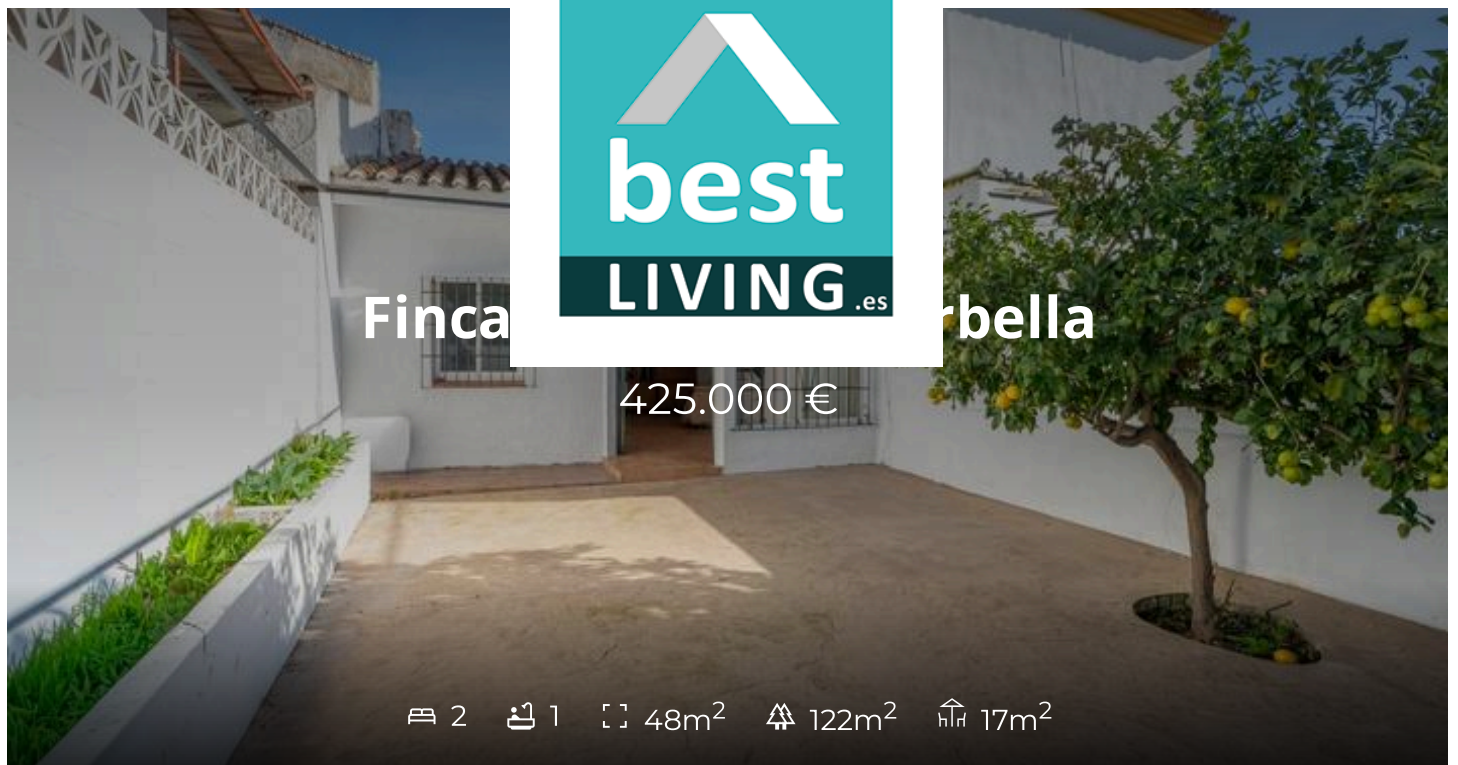 best
LIVING.es
Finca rbella
425.000 €
2 1 48m² 122m² 17m²